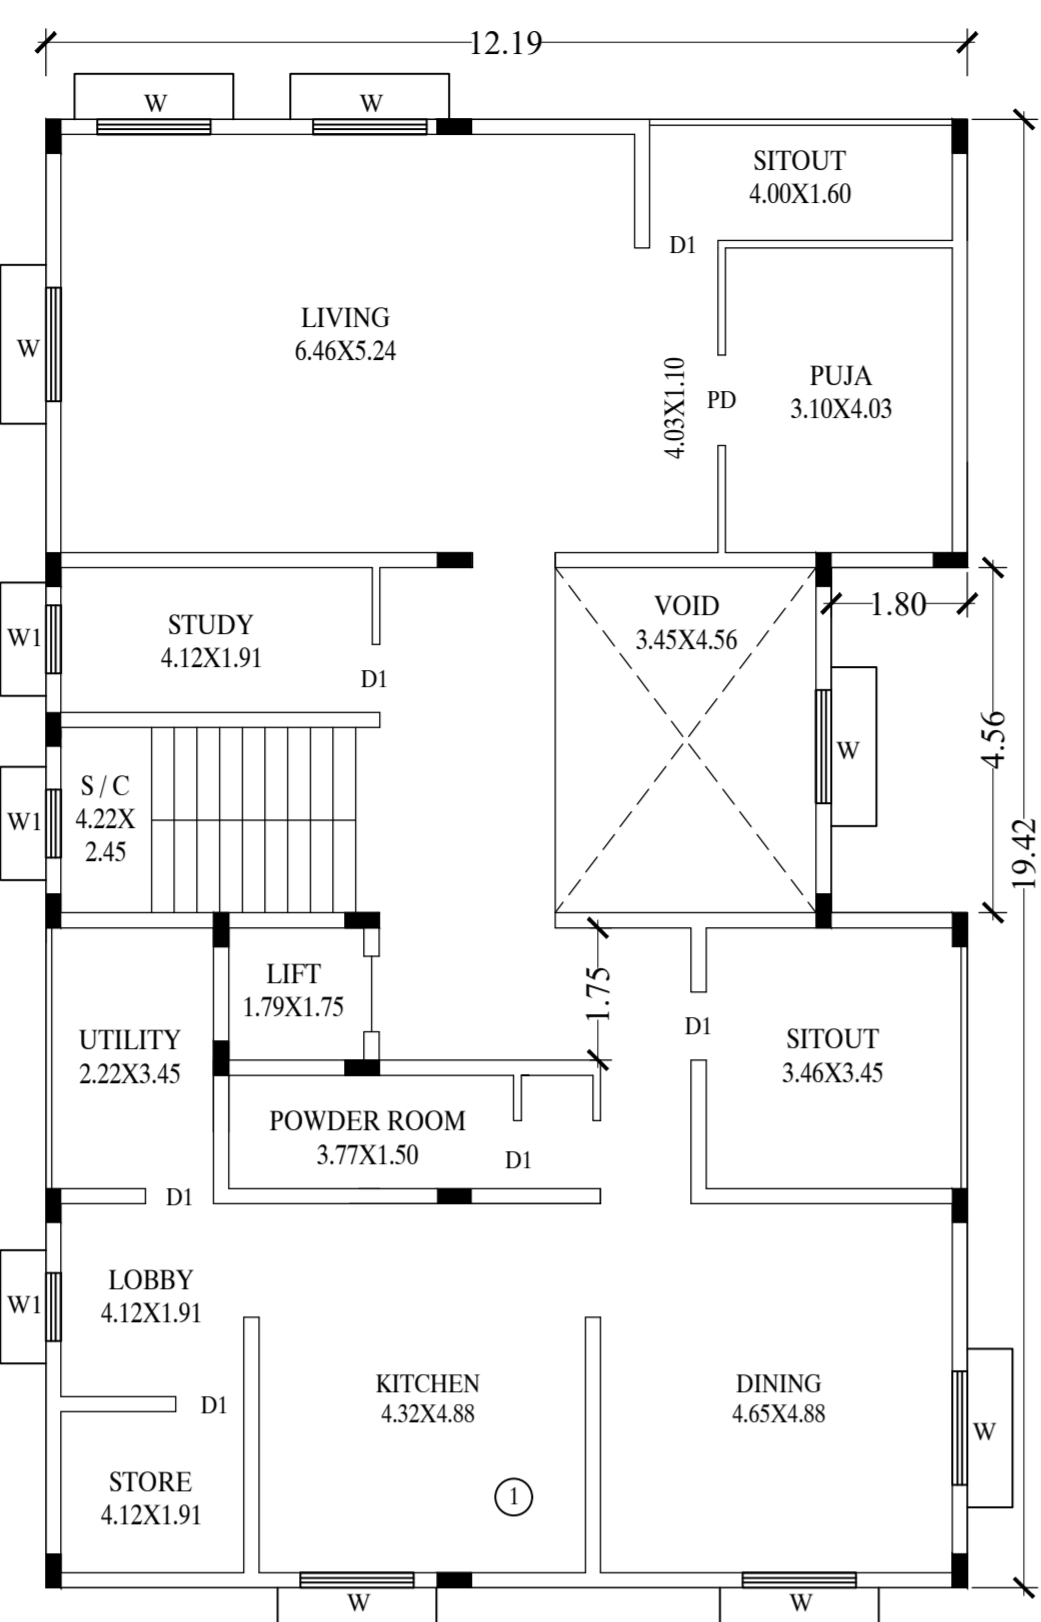 12.19
W
W
SITOUT
4.00X1.60
D1
LIVING
6.46X5.24
W
4.03X1.10
PD
PUJA
3.10X4.03
W1
STUDY
4.12X1.91
D1
VOID
3.45X4.56
1.80
W
4.56
19.42
S / C
4.22X
2.45
W1
LIFT
1.79X1.75
1.75
UTILITY
2.22X3.45
D1
SITOUT
3.46X3.45
POWDER ROOM
3.77X1.50
D1
D1
LOBBY
4.12X1.91
W1
D1
KITCHEN
4.32X4.88
DINING
4.65X4.88
W
STORE
4.12X1.91
1
W
W